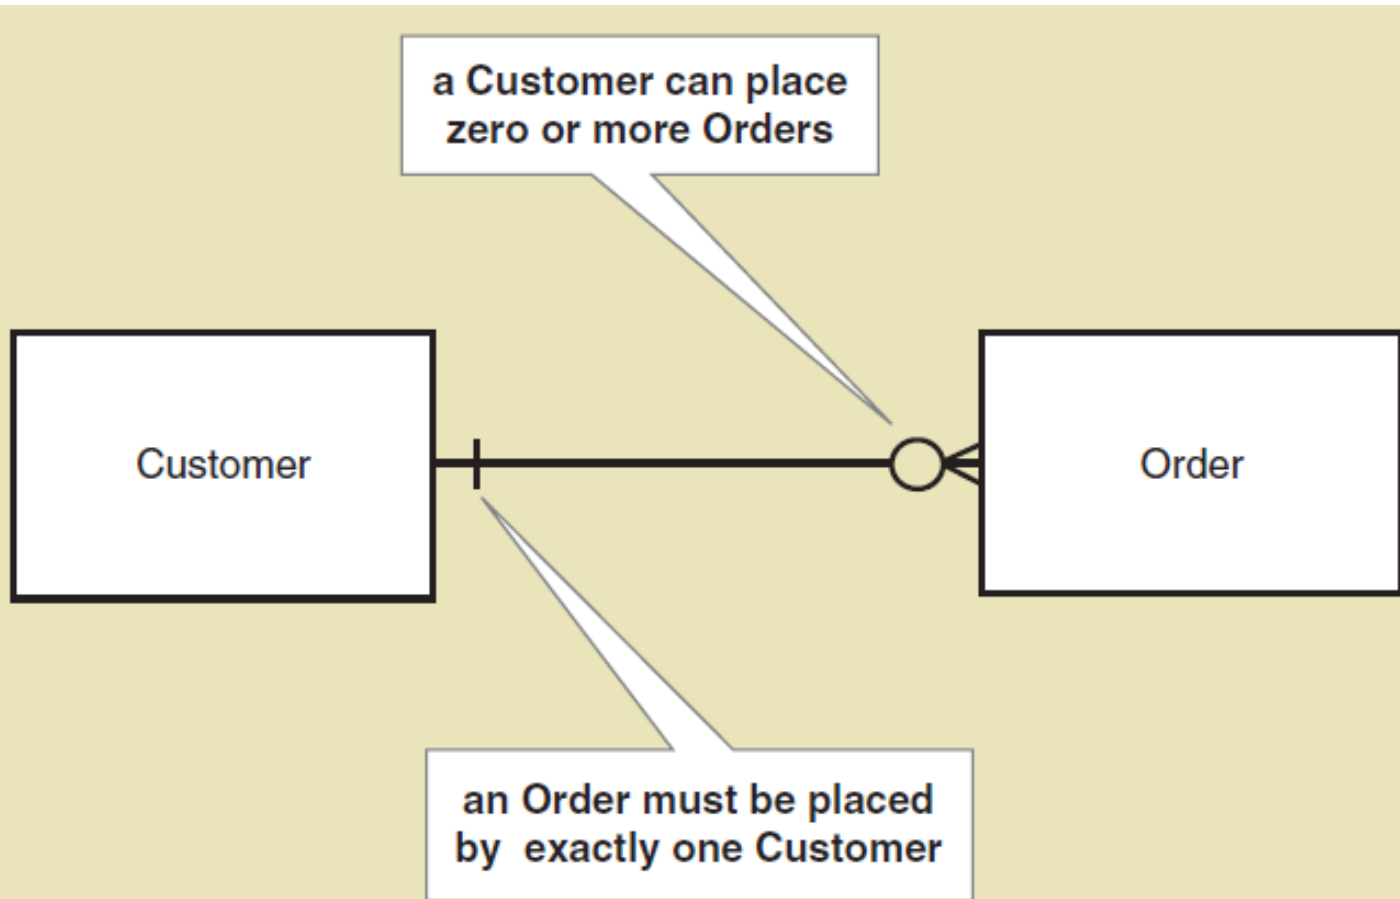 a Customer can place
zero or more Orders
Customer
Order
an Order must be placed
by exactly one Customer